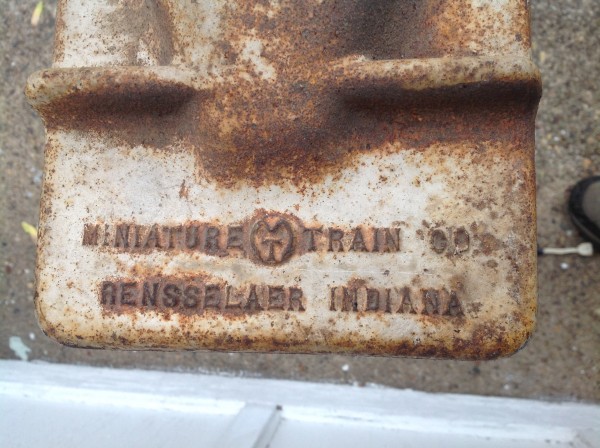 MINIATURE MT TRAIN CO.
RENSSELAER INDIANA.